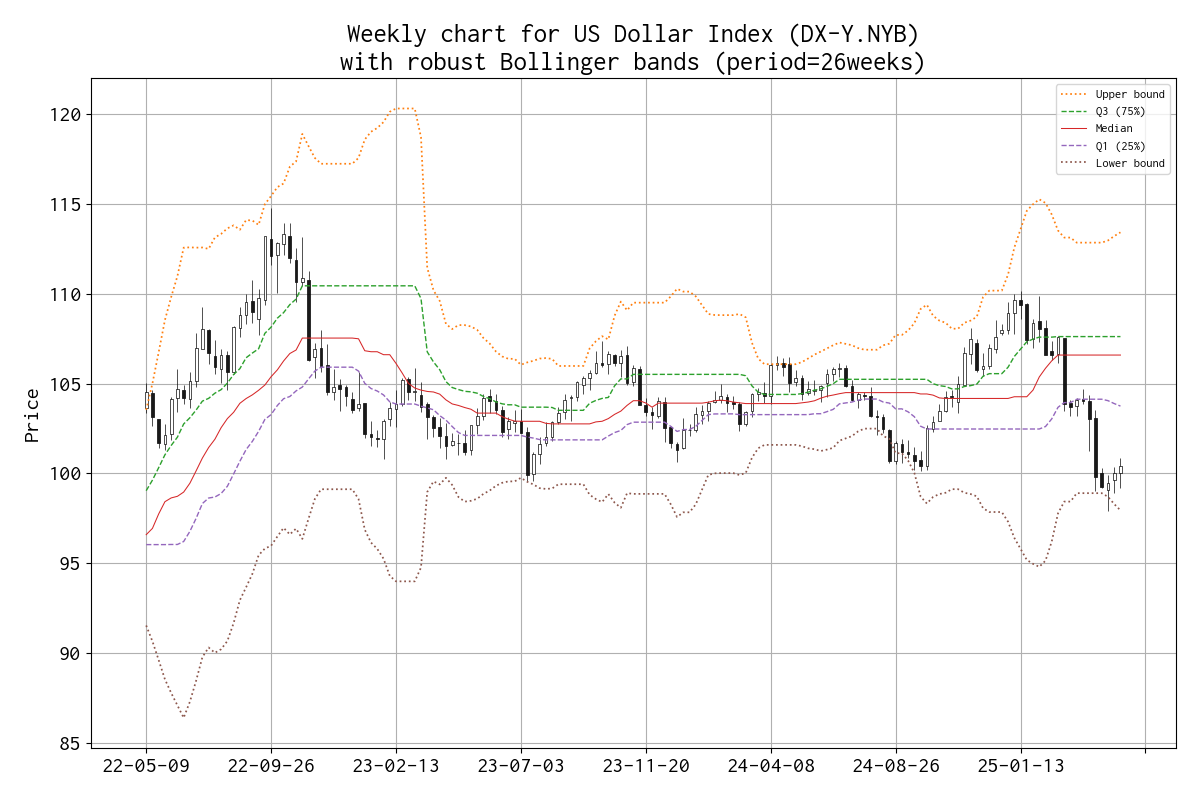 Weekly chart for US Dollar Index (DX-Y.NYB)
with robust Bollinger bands (period=26weeks)
Upper bound
Q3 (75%)
Median
Q1 (25%)
Lower bound
Price
120
115
110
105
100
95
90
85
22-05-09
22-09-26
23-02-13
23-07-03
23-11-20
24-04-08
24-08-26
25-01-13